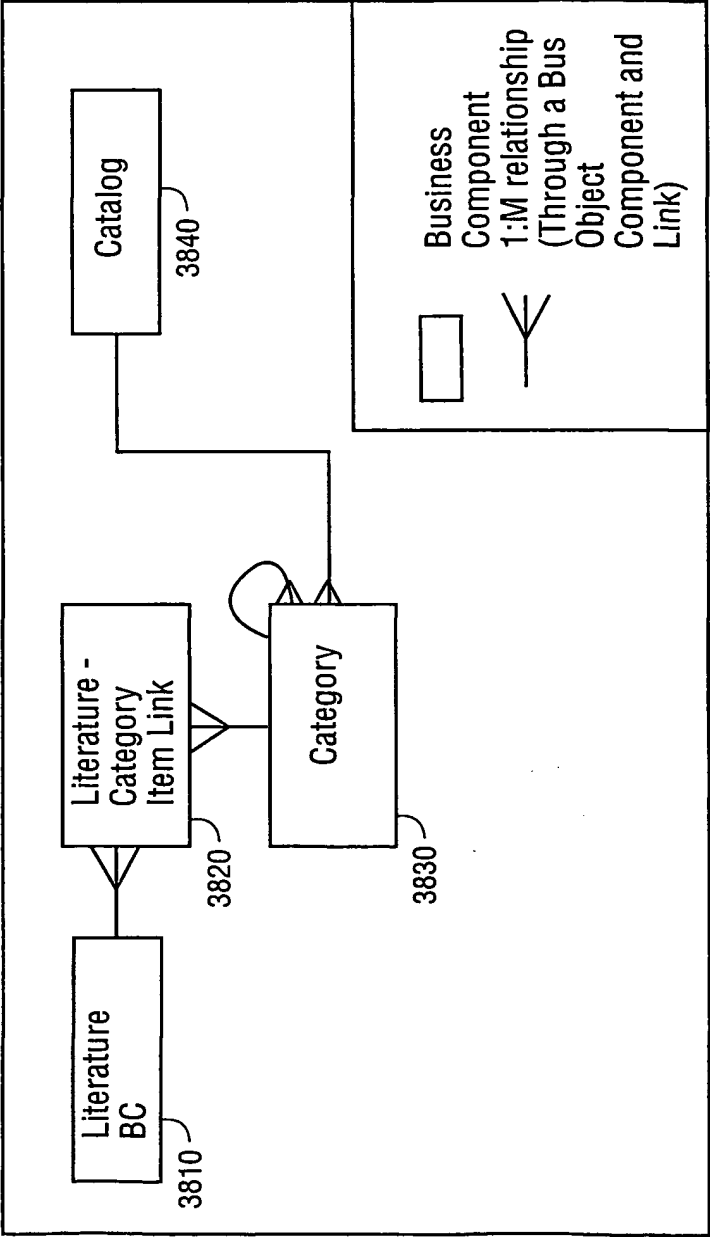 Literature
BC
3810
Literature -
Category
Item Link
3820
Category
3830
Catalog
3840
Business
Component
1:M relationship
(Through a Bus
Object
Component and
Link)